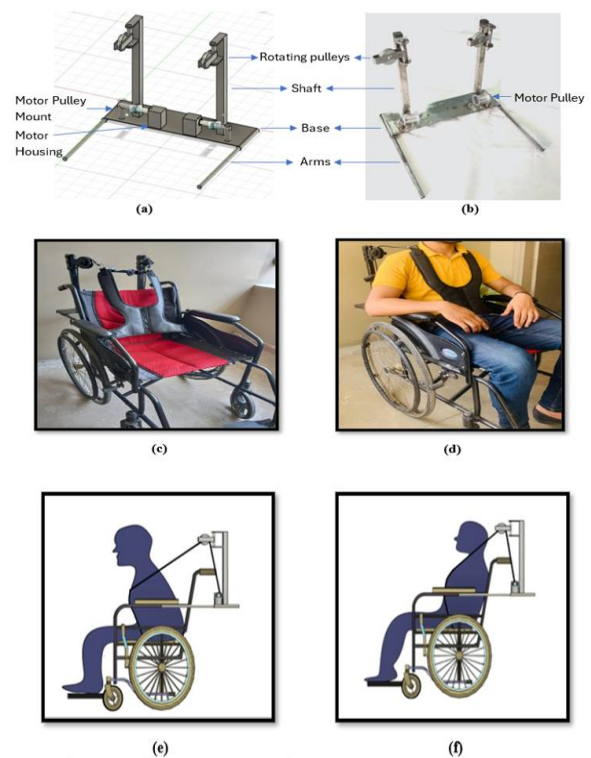 Rotating pulleys
Shaft
Motor Pulley
Mount
Motor Pulley
Motor
Housing
Base
Arms
(a)
(b)
(c)
(d)
(e)
(f)